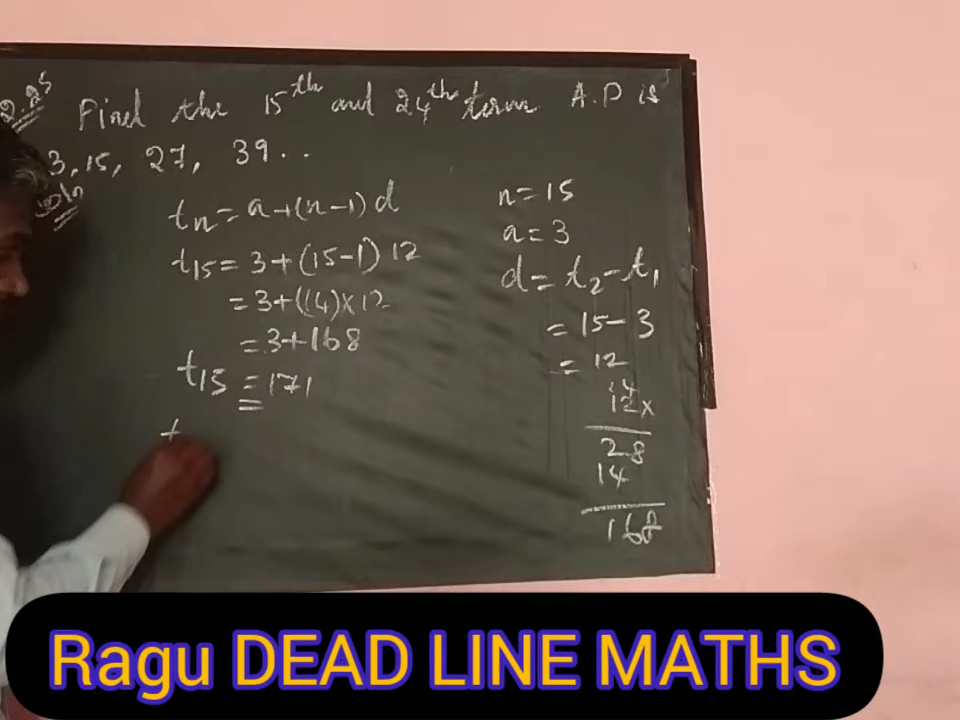 2.25 Find the 15th and 24th term A.P is
3, 15, 27, 39..
Soln
tn = a+(n-1) d
t15 = 3+(15-1) 12
= 3+(14)×12
= 3+168
t15 = 171
t
n = 15
a = 3
d = t2 - t1
= 15 - 3
= 12
14
12×
28
14
168
Ragu DEAD LINE MATHS